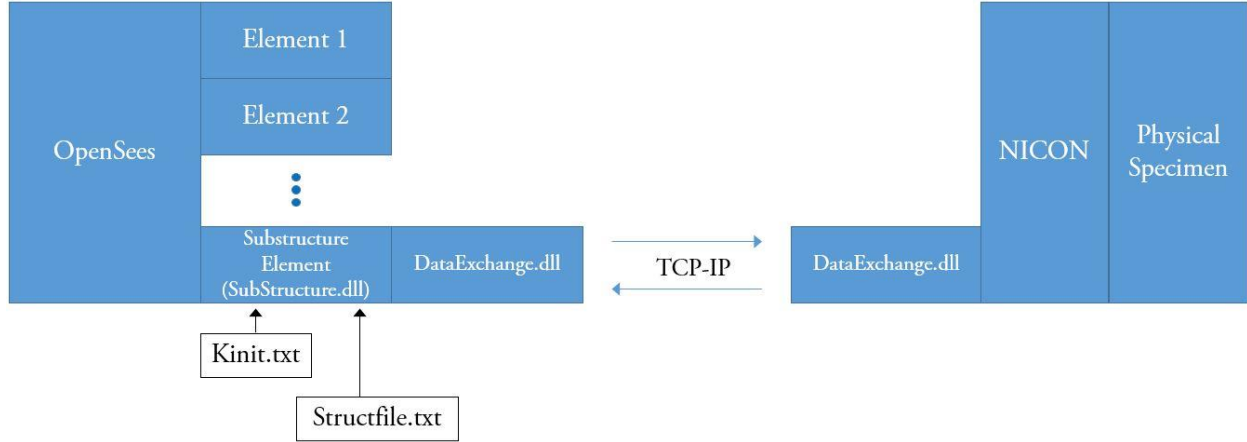 Element 1
Element 2
OpenSees
Substructure
Element
(SubStructure.dll)
DataExchange.dll
TCP-IP
DataExchange.dll
NICON
Physical
Specimen
Kinit.txt
Structfile.txt